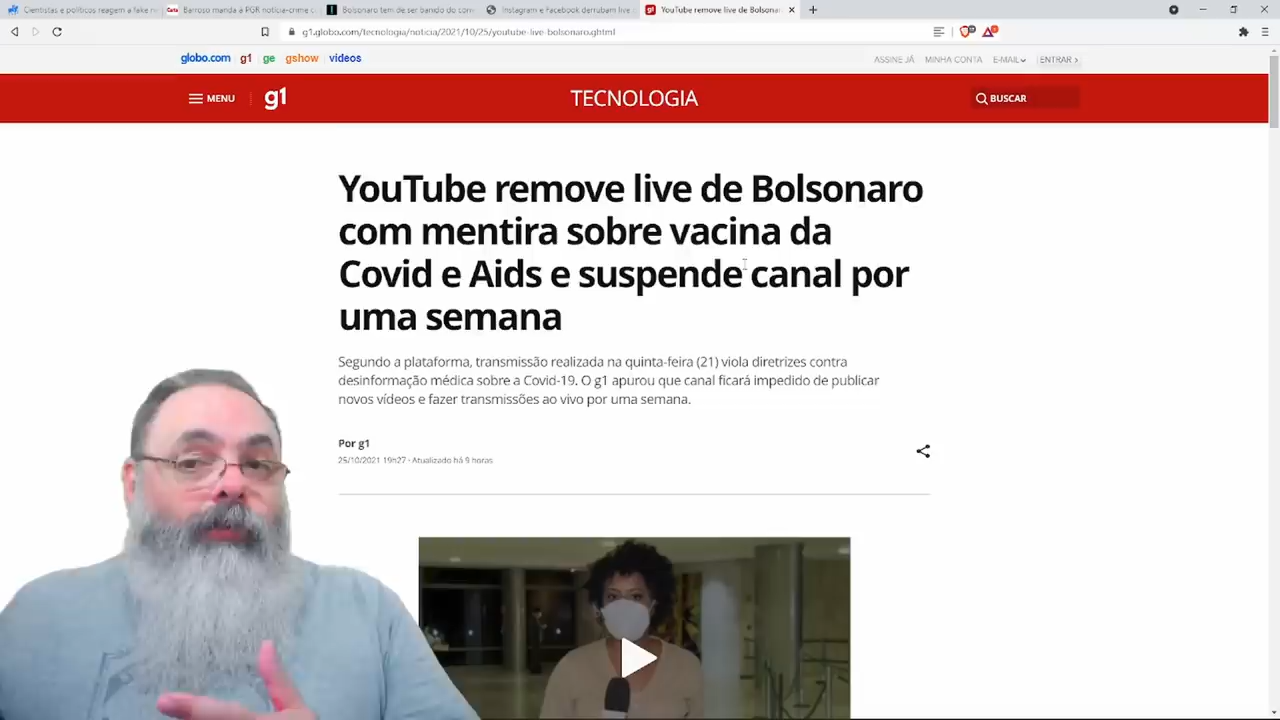 Cientistas e políticos reagem a fake n
Barroso manda à PGR notícia-crime c
Bolsonaro tem de ser banido do con
Instagram e Facebook derrubam live
YouTube remove live de Bolsona
g1.globo.com/tecnologia/noticia/2021/10/25/youtube-live-bolsonaro.ghtml
globo.com g1 ge gshow vídeos
ASSINE JÁ MINHA CONTA E-MAIL ENTRAR
MENU g1 TECNOLOGIA BUSCAR
YouTube remove live de Bolsonaro
com mentira sobre vacina da
Covid e Aids e suspende canal por
uma semana
Segundo a plataforma, transmissão realizada na quinta-feira (21) viola diretrizes contra
desinformação médica sobre a Covid-19. O g1 apurou que canal ficará impedido de publicar
novos vídeos e fazer transmissões ao vivo por uma semana.
Por g1
25/10/2021 19h27 · Atualizado há 9 horas